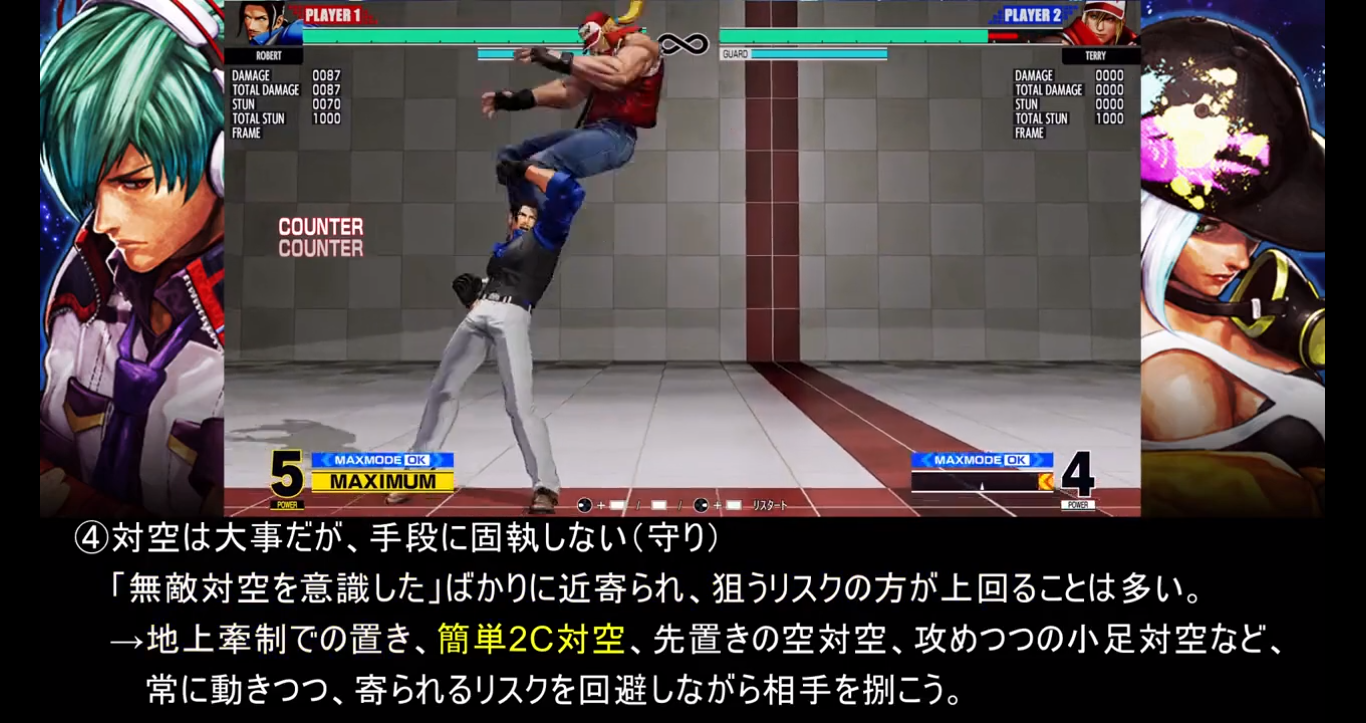 PLAYER 1
PLAYER 2
ROBERT
GUARD
TERRY
DAMAGE 0087
TOTAL DAMAGE 0087
STUN 0070
TOTAL STUN 1000
FRAME
DAMAGE 0000
TOTAL DAMAGE 0000
STUN 0000
TOTAL STUN 1000
FRAME
COUNTER
COUNTER
5
POWER
MAXMODE OK
MAXIMUM
MAXMODE OK
4
POWER
+ / / + リスタート
④対空は大事だが、手段に固執しない(守り)
「無敵対空を意識した」ばかりに近寄られ、狙うリスクの方が上回ることは多い。
→地上牽制での置き、簡単2C対空、先置きの空対空、攻めつつの小足対空など、
常に動きつつ、寄られるリスクを回避しながら相手を捌こう。